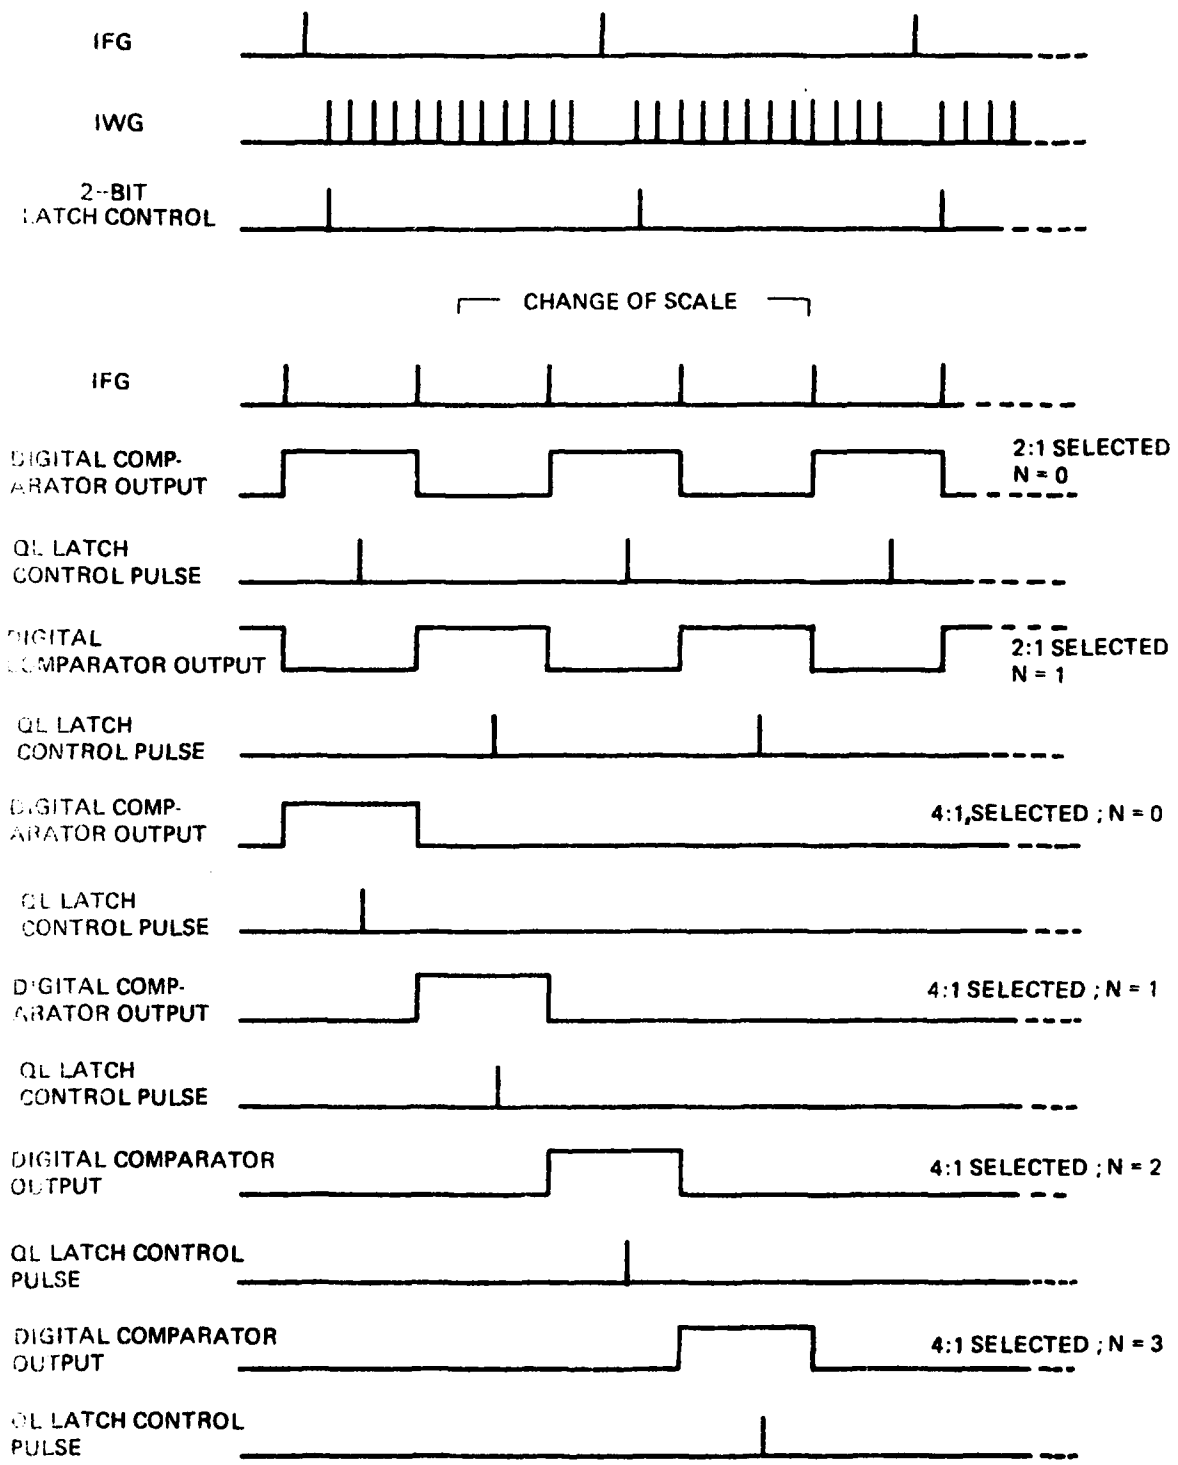 IFG
IWG
2-BIT
LATCH CONTROL
CHANGE OF SCALE
IFG
DIGITAL COMP-
ARATOR OUTPUT
2:1 SELECTED
N = 0
QL LATCH
CONTROL PULSE
DIGITAL
COMPARATOR OUTPUT
2:1 SELECTED
N = 1
QL LATCH
CONTROL PULSE
DIGITAL COMP-
ARATOR OUTPUT
4:1, SELECTED ; N = 0
QL LATCH
CONTROL PULSE
DIGITAL COMP-
ARATOR OUTPUT
4:1 SELECTED ; N = 1
QL LATCH
CONTROL PULSE
DIGITAL COMPARATOR
OUTPUT
4:1 SELECTED ; N = 2
QL LATCH CONTROL
PULSE
DIGITAL COMPARATOR
OUTPUT
4:1 SELECTED ; N = 3
QL LATCH CONTROL
PULSE